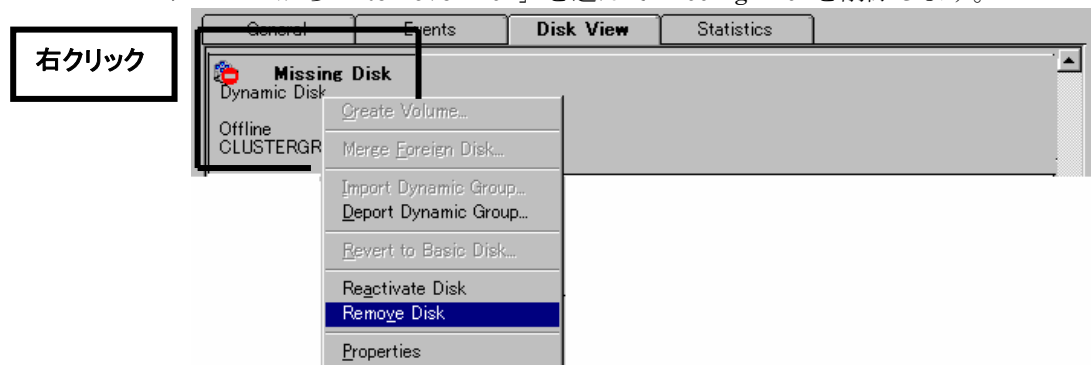 General Events Disk View Statistics
右クリック
Missing Disk
Dynamic Disk
Offline
CLUSTERGR
Create Volume...
Merge Foreign Disk...
Import Dynamic Group...
Deport Dynamic Group...
Revert to Basic Disk...
Reactivate Disk
Remove Disk
Properties